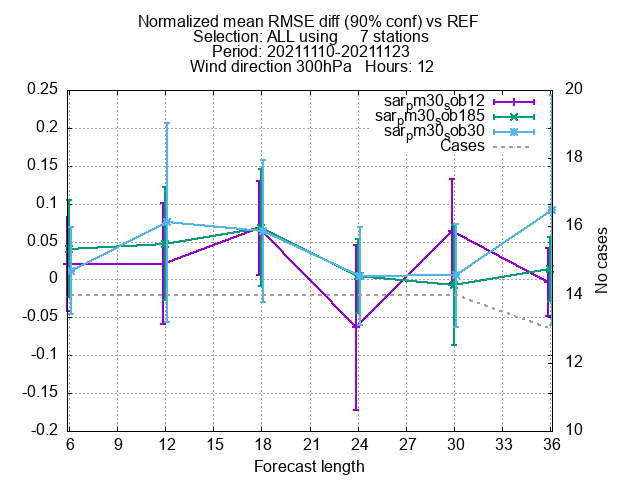 Normalized mean RMSE diff (90% conf) vs REF
Selection: ALL using 7 stations
Period: 20211110-20211123
Wind direction 300hPa Hours: 12
sar_pm30_sob12
sar_pm30_sob185
sar_pm30_sob30
Cases
0.25
0.2
0.15
0.1
0.05
0
-0.05
-0.1
-0.15
-0.2
20
18
16
14
12
10
No cases
6 9 12 15 18 21 24 27 30 33 36
Forecast length